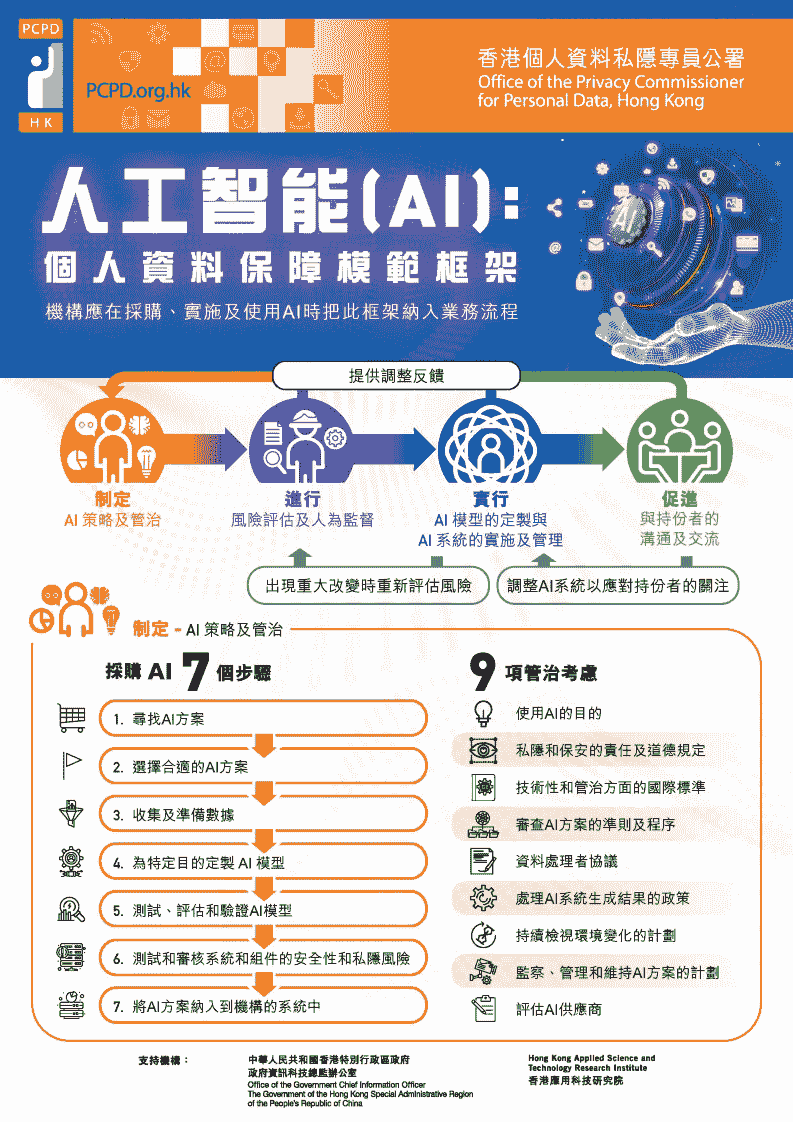 PCPD
HK
PCPD.org.hk
香港個人資料私隱專員公署
Office of the Privacy Commissioner
for Personal Data, Hong Kong
人工智能(AI):
個人資料保障模範框架
機構應在採購、實施及使用AI時把此框架納入業務流程
AI
提供調整反饋
制定
AI 策略及管治
進行
風險評估及人為監督
實行
AI 模型的定製與
AI 系統的實施及管理
促進
與持份者的
溝通及交流
出現重大改變時重新評估風險
調整AI系統以應對持份者的關注
制定 - AI 策略及管治
採購 AI 7 個步驟
1. 尋找AI方案
2. 選擇合適的AI方案
3. 收集及準備數據
4. 為特定目的定製 AI 模型
5. 測試、評估和驗證AI模型
6. 測試和審核系統和組件的安全性和私隱風險
7. 將AI方案納入到機構的系統中
9 項管治考慮
使用AI的目的
私隱和保安的責任及道德規定
技術性和管治方面的國際標準
審查AI方案的準則及程序
資料處理者協議
處理AI系統生成結果的政策
持續檢視環境變化的計劃
監察、管理和維持AI方案的計劃
評估AI供應商
支持機構：
中華人民共和國香港特別行政區政府
政府資訊科技總監辦公室
Office of the Government Chief Information Officer
The Government of the Hong Kong Special Administrative Region
of the People's Republic of China
Hong Kong Applied Science and
Technology Research Institute
香港應用科技研究院